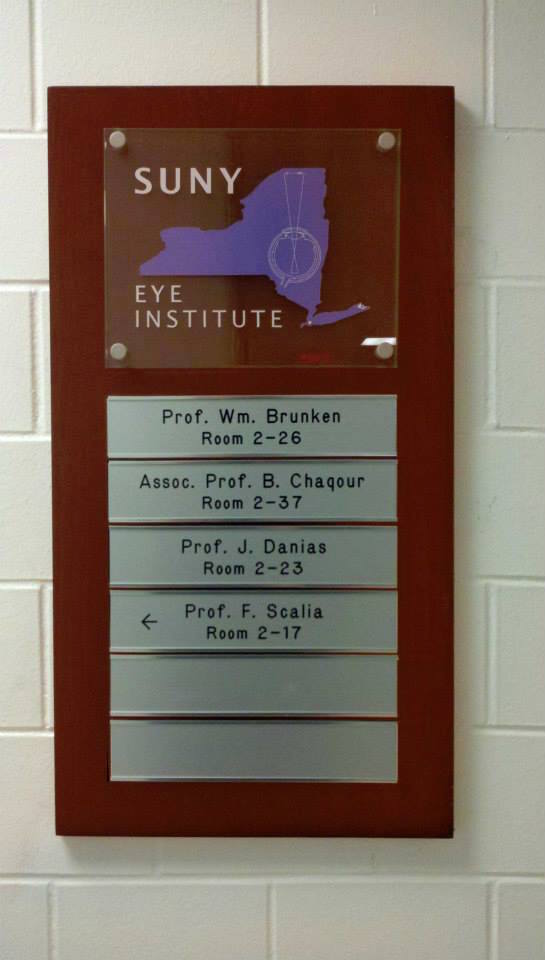 SUNY
EYE
INSTITUTE
Prof. Wm. Brunken
Room 2-26
Assoc. Prof. B. Chaqour
Room 2-37
Prof. J. Danias
Room 2-23
← Prof. F. Scalia
Room 2-17